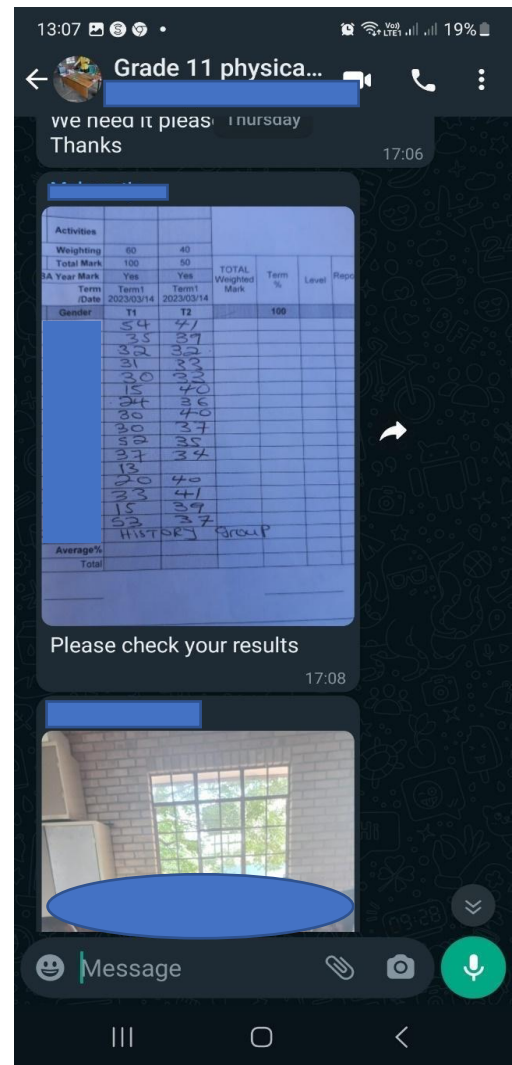 13:07 19%
Grade 11 physica...
We need it pleas Thursday
Thanks
17:06
Activities
Weighting 60 40
Total Mark 100 50
BA Year Mark Yes Yes TOTAL Weighted Mark Term % Level Repo
Term /Date Term1 2023/03/14 Term1 2023/03/14
Gender T1 T2 100
54 41
35 39
32 32
31 33
30 33
15 40
24 36
30 40
30 37
52 35
37 34
13
20 40
33 41
15 39
53 37
HISTORY group
Average%
Total
Please check your results
17:08
Message